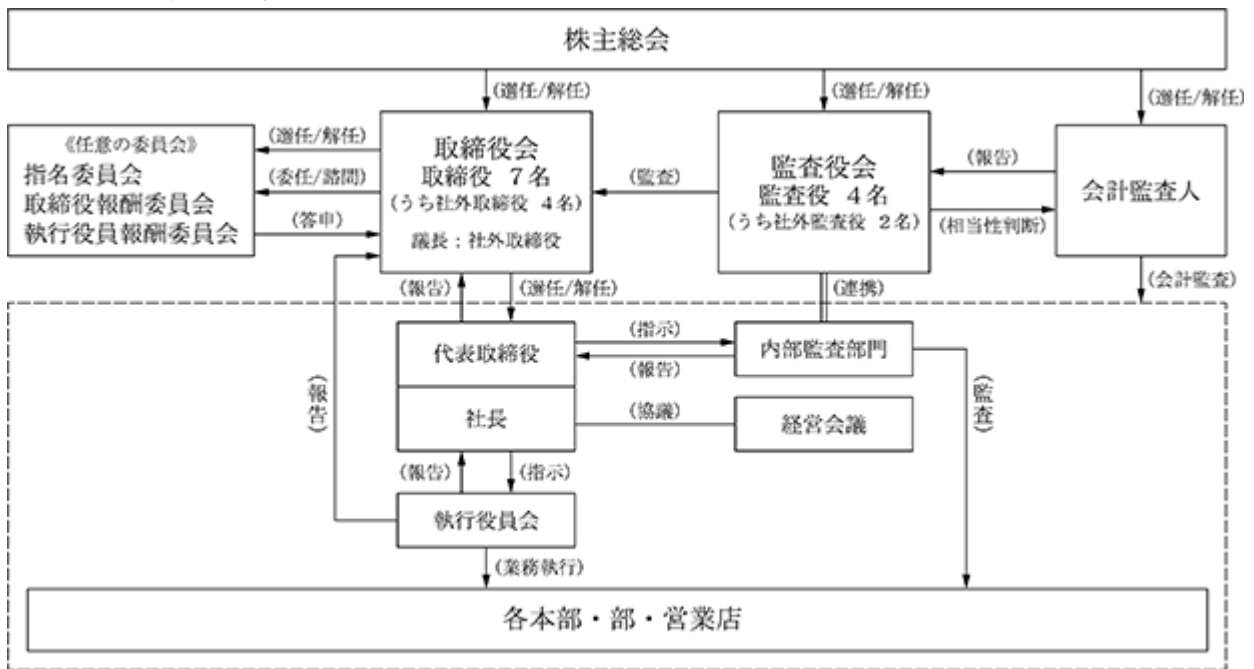 株主総会
(選任/解任)
(選任/解任)
(選任/解任)
《任意の委員会》
指名委員会
取締役報酬委員会
執行役員報酬委員会
(選任/解任)
(委任/諮問)
(答申)
取締役会
取締役 7名
(うち社外取締役 4名)
議長:社外取締役
(監査)
監査役会
監査役 4名
(うち社外監査役 2名)
(報告)
(相当性判断)
会計監査人
(報告)
(選任/解任)
(連携)
(会計監査)
代表取締役
社長
(指示)
(報告)
内部監査部門
(協議)
経営会議
(報告)
(監査)
(報告)
(指示)
執行役員会
(業務執行)
各本部・部・営業店